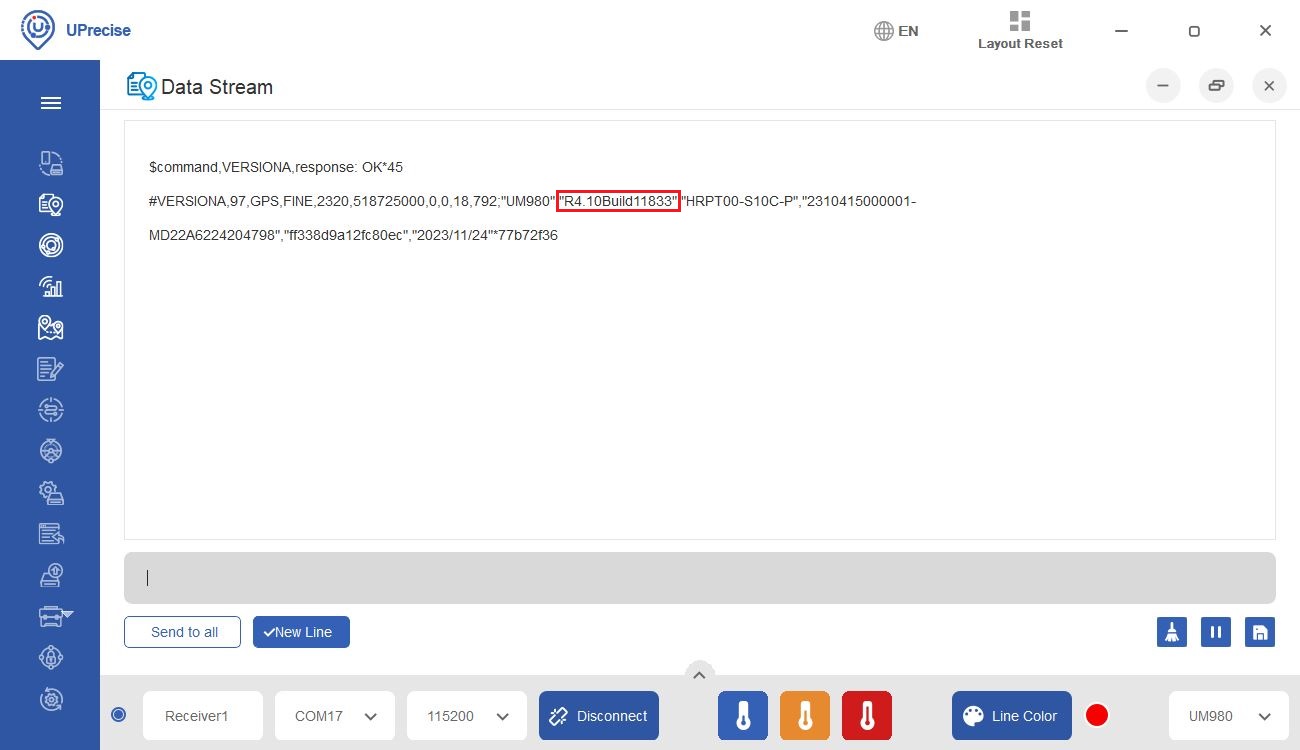 UPrecise
EN
Layout Reset
Data Stream
$command,VERSIONA,response: OK*45
#VERSIONA,97,GPS,FINE,2320,518725000,0,0,18,792;"UM980","R4.10Build11833","HRPT00-S10C-P","2310415000001-
MD22A6224204798","ff338d9a12fc80ec","2023/11/24"*77b72f36
Send to all
New Line
Receiver1
COM17
115200
Disconnect
Line Color
UM980